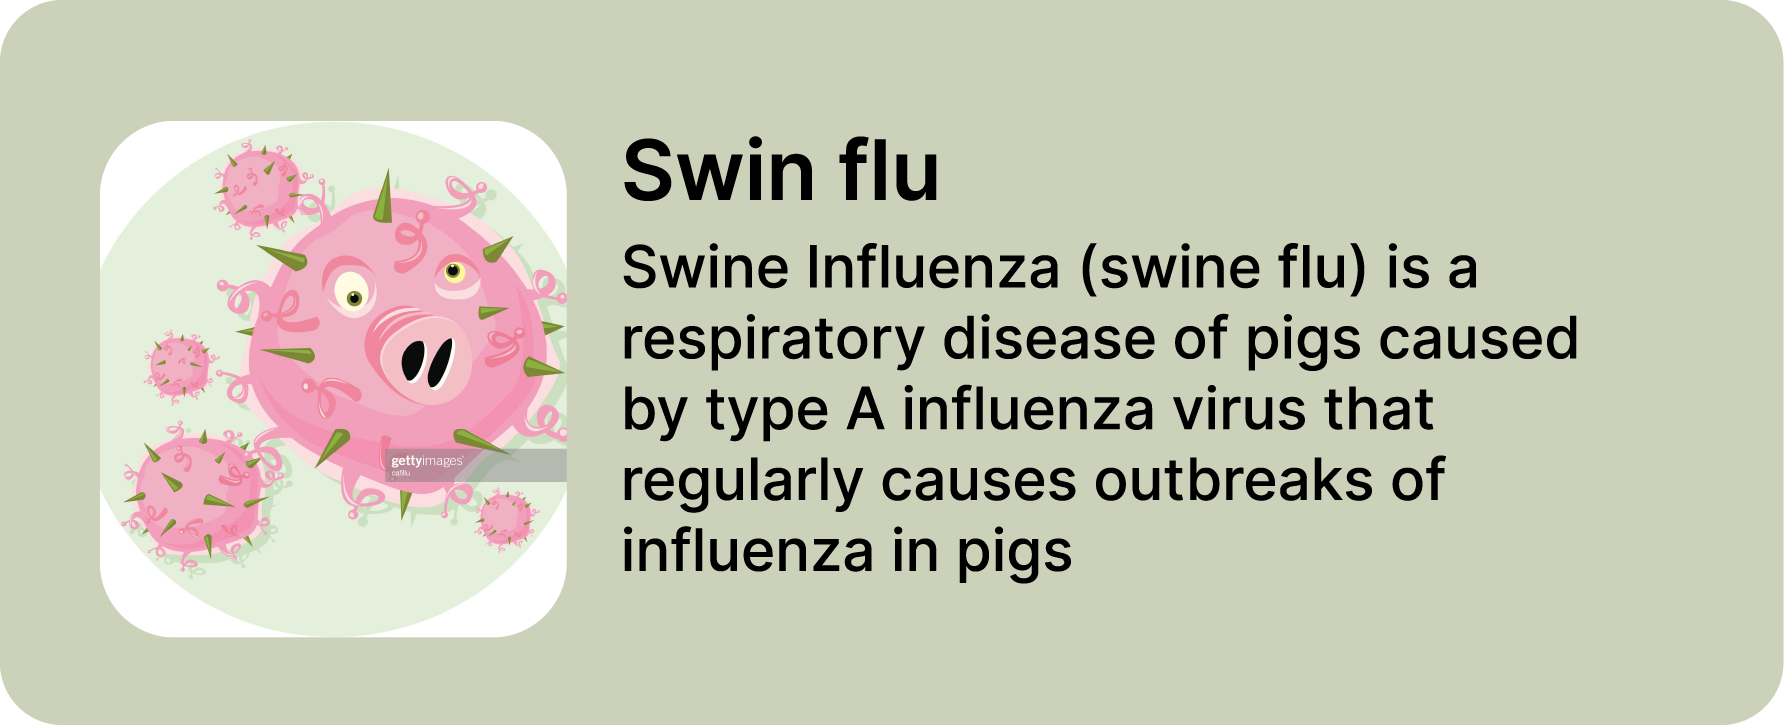 Swin flu
Swine Influenza (swine flu) is a
respiratory disease of pigs caused
by type A influenza virus that
regularly causes outbreaks of
influenza in pigs
gettyimages®
cafillu